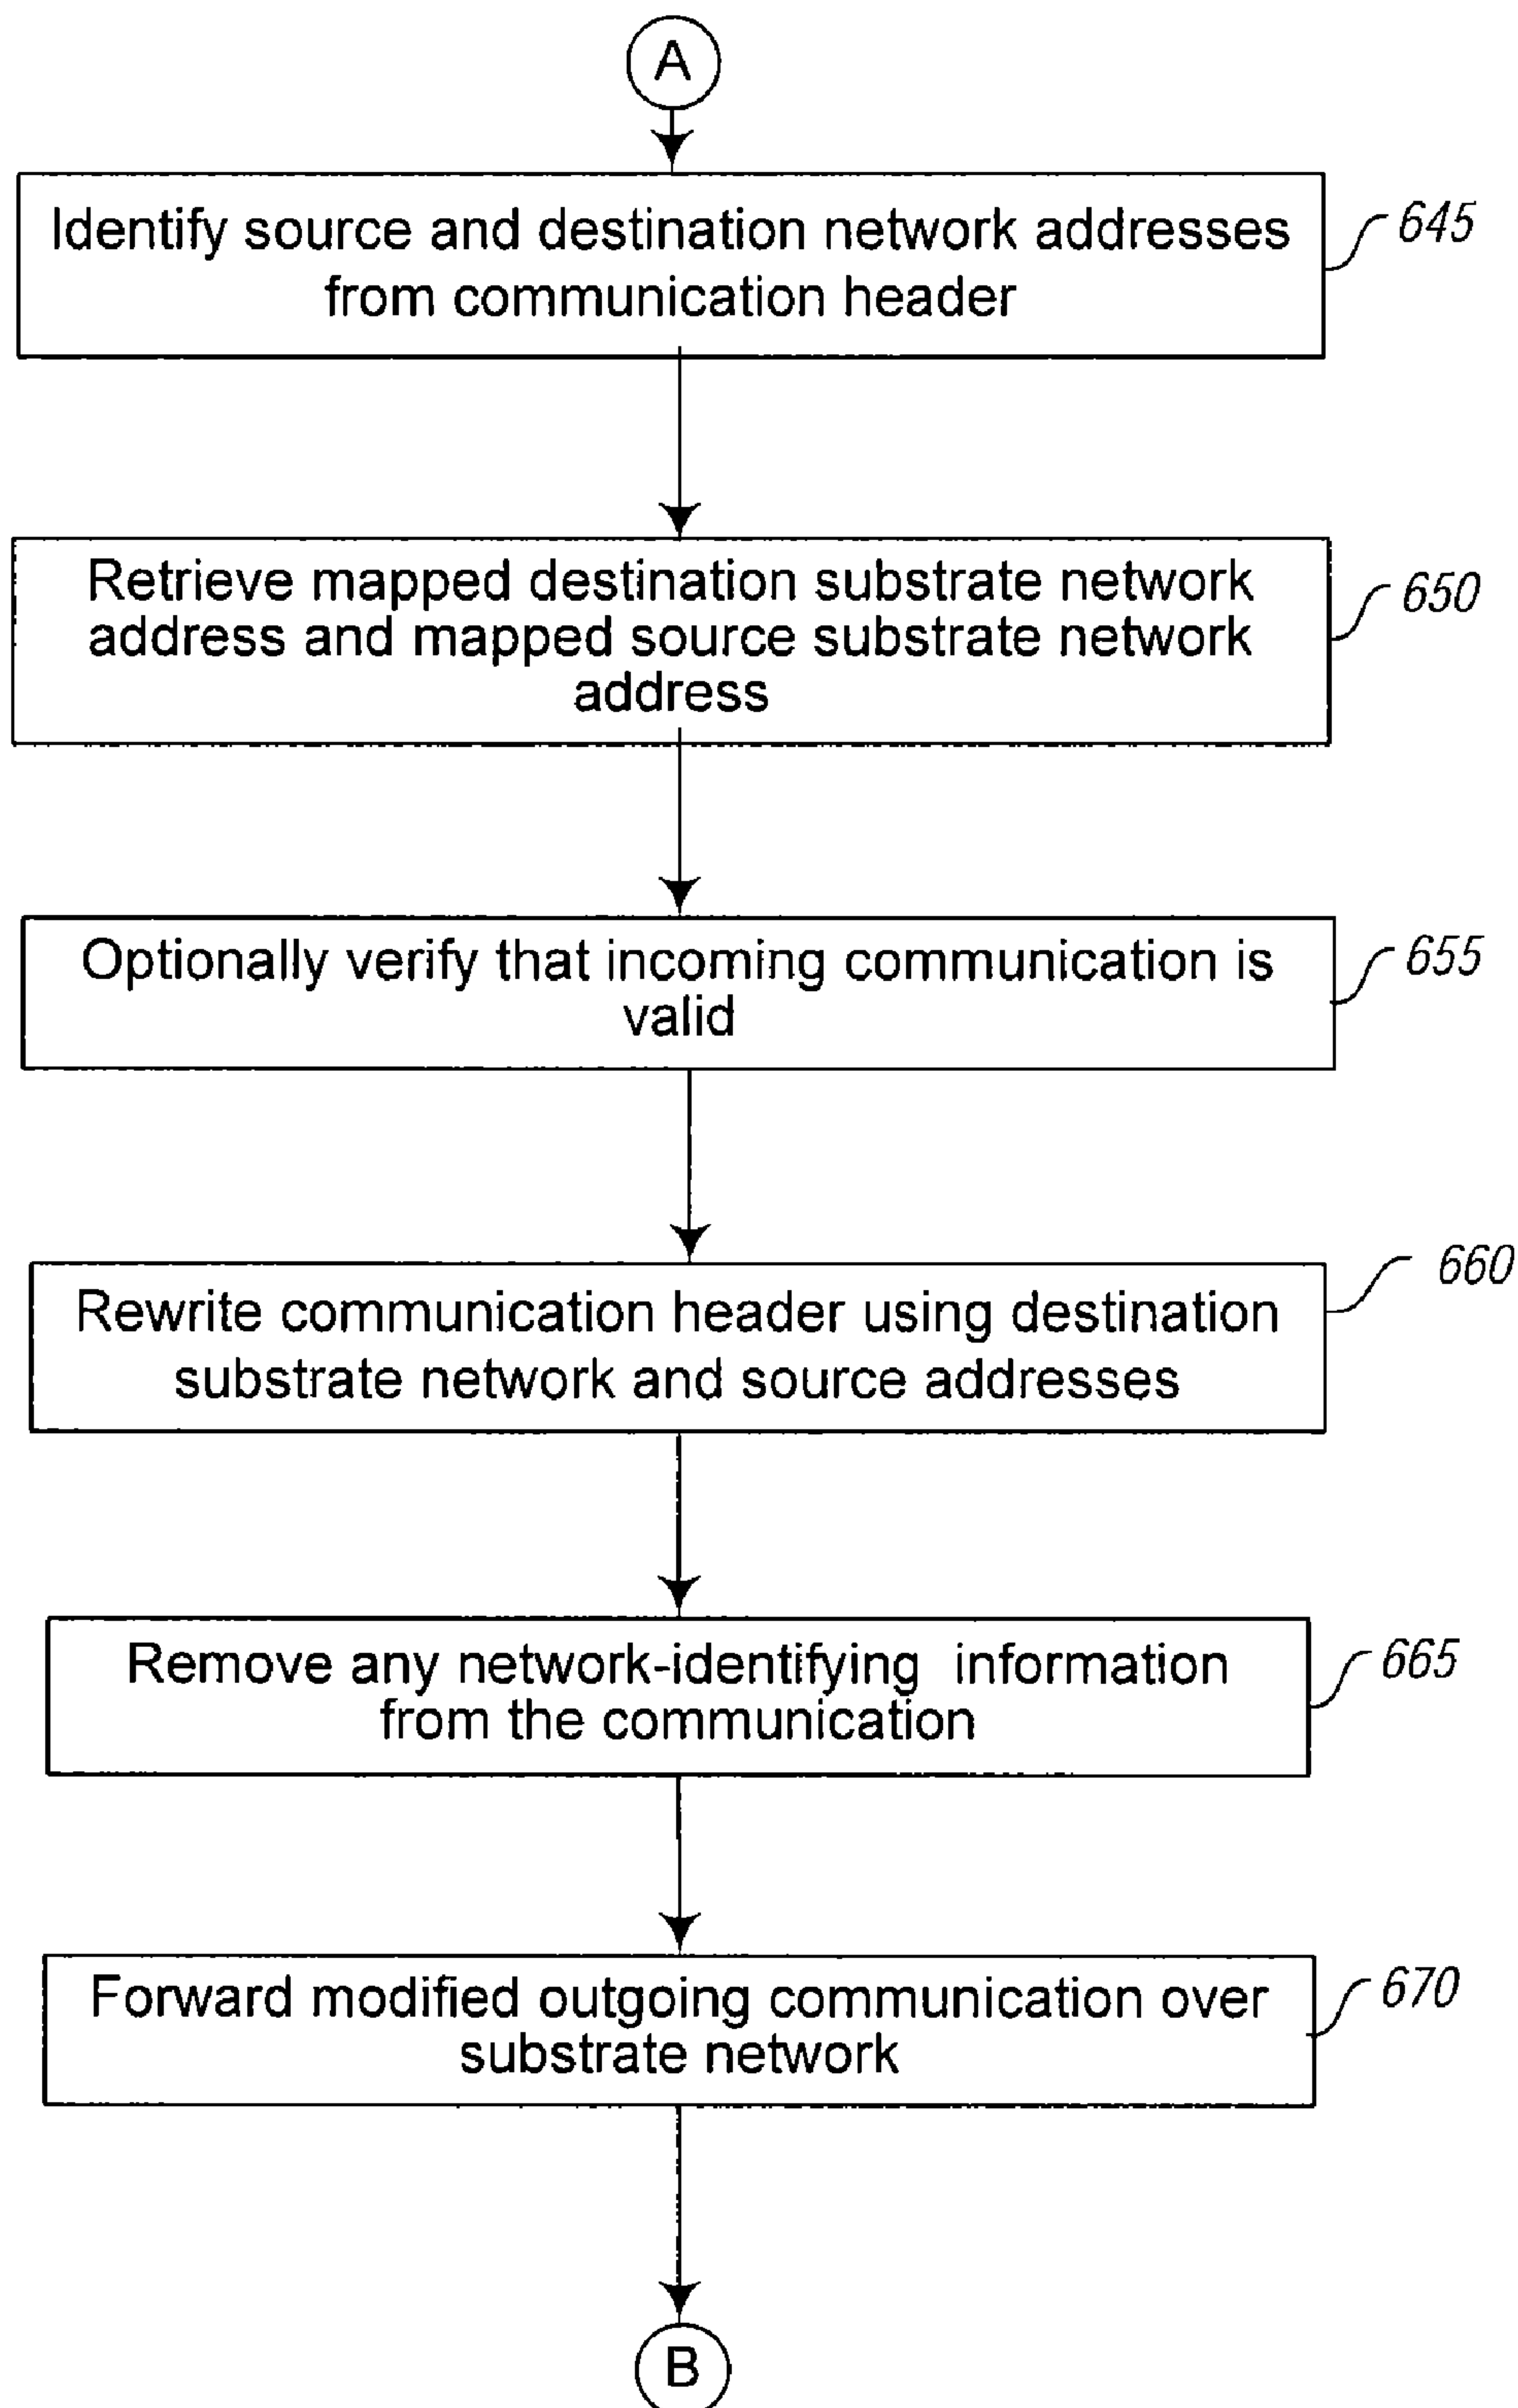 A
Identify source and destination network addresses
from communication header
645
Retrieve mapped destination substrate network
address and mapped source substrate network
address
650
Optionally verify that incoming communication is
valid
655
Rewrite communication header using destination
substrate network and source addresses
660
Remove any network-identifying information
from the communication
665
Forward modified outgoing communication over
substrate network
670
B